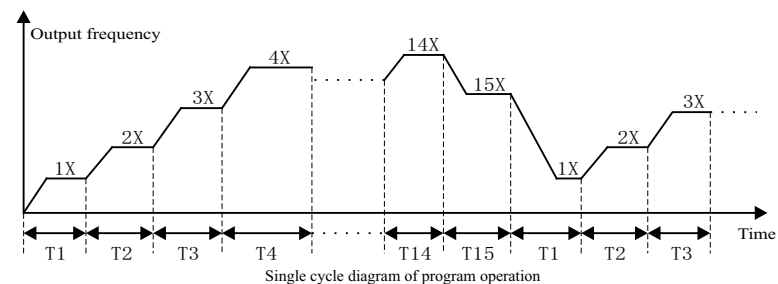 Output frequency
1X
2X
3X
4X
14X
15X
1X
2X
3X
Time
T1
T2
T3
T4
T14
T15
T1
T2
T3
Single cycle diagram of program operation